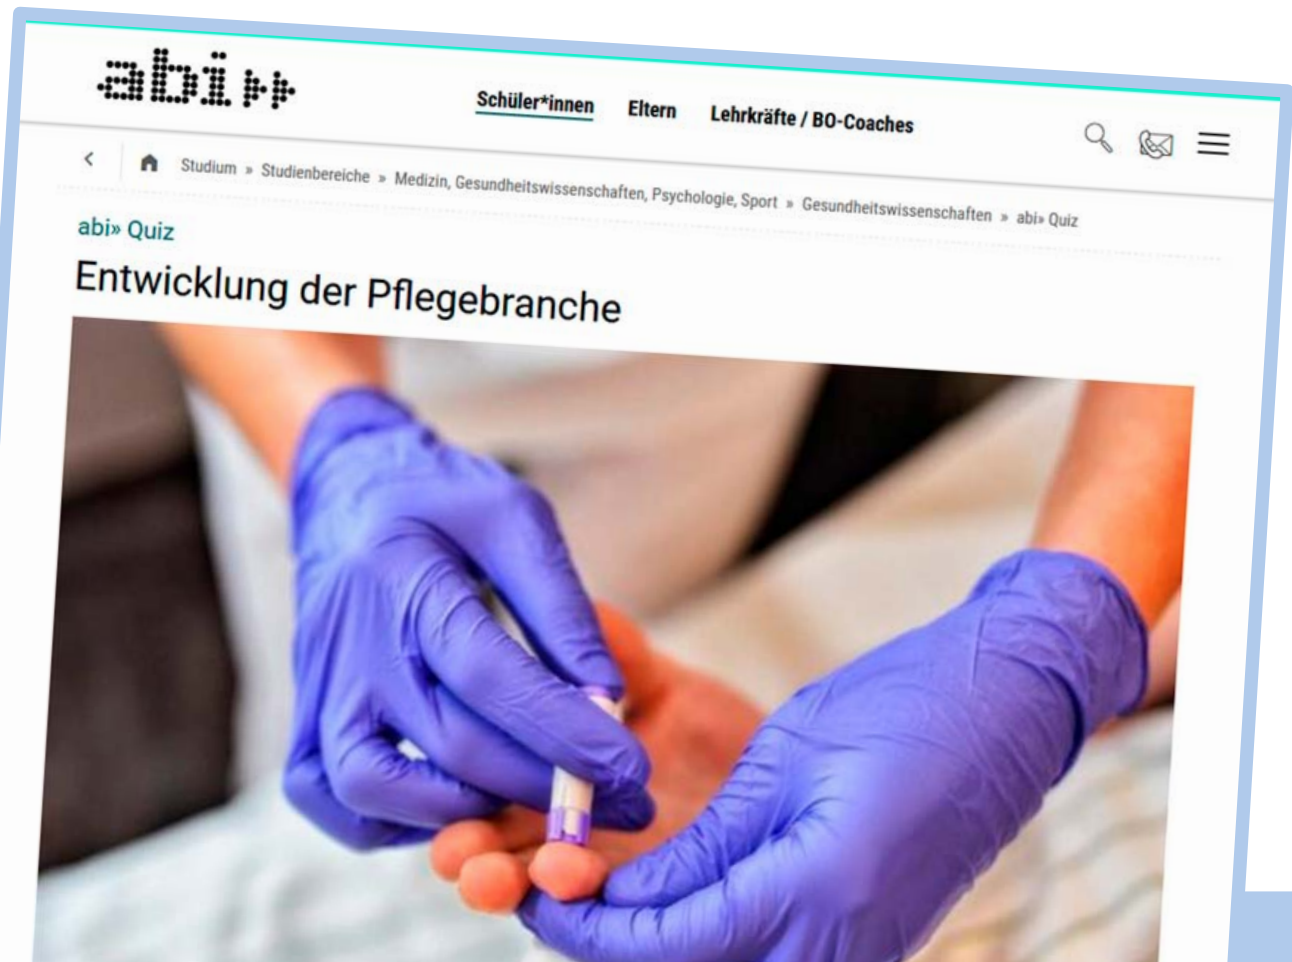 abi»
Schüler*innen Eltern Lehrkräfte / BO-Coaches
Studium » Studienbereiche » Medizin, Gesundheitswissenschaften, Psychologie, Sport » Gesundheitswissenschaften » abi» Quiz
abi» Quiz
Entwicklung der Pflegebranche